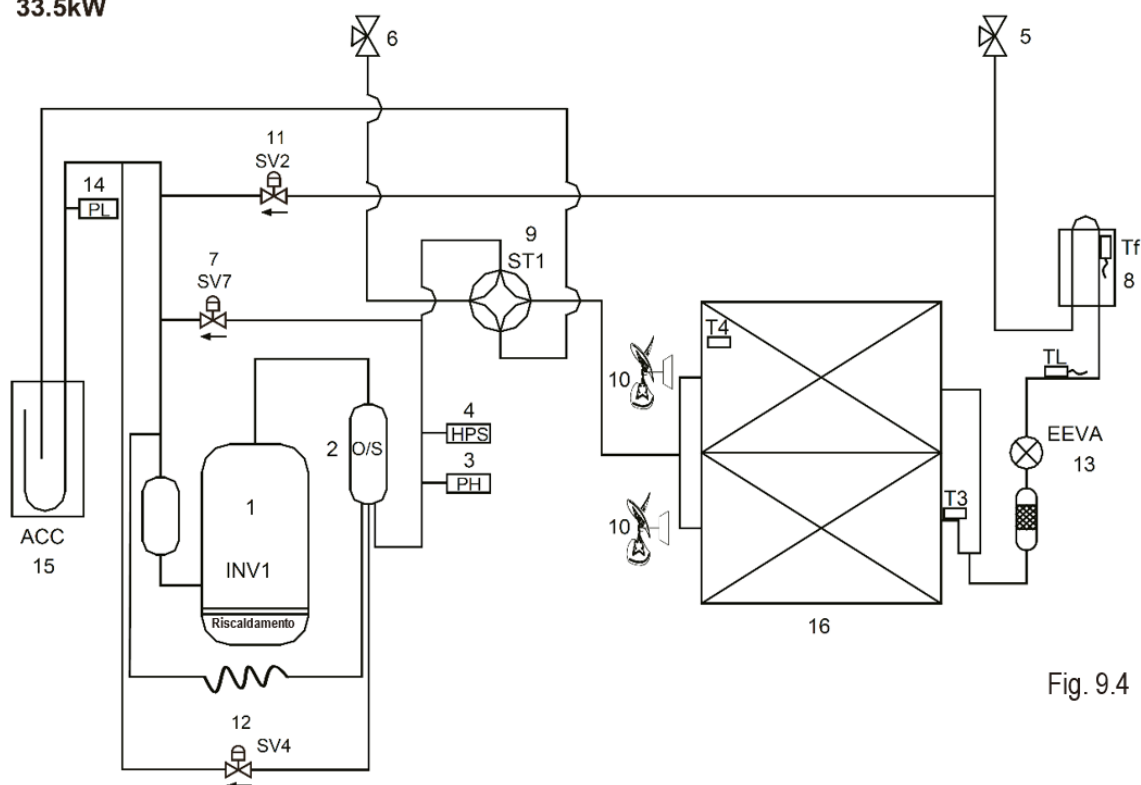 33.5kW
6
5
11
SV2
14
PL
9
ST1
7
SV7
Tf
8
T4
TL
10
4
HPS
2
O/S
EEVA
13
3
PH
1
T3
10
ACC
15
INV1
Riscaldamento
16
Fig. 9.4
12
SV4